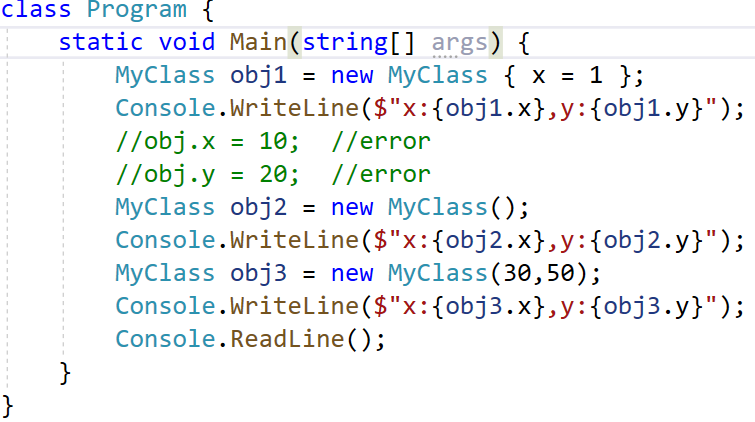 class Program {
static void Main(string[] args) {
MyClass obj1 = new MyClass { x = 1 };
Console.WriteLine($"x:{obj1.x},y:{obj1.y}");
//obj.x = 10;  //error
//obj.y = 20;  //error
MyClass obj2 = new MyClass();
Console.WriteLine($"x:{obj2.x},y:{obj2.y}");
MyClass obj3 = new MyClass(30,50);
Console.WriteLine($"x:{obj3.x},y:{obj3.y}");
Console.ReadLine();
}
}